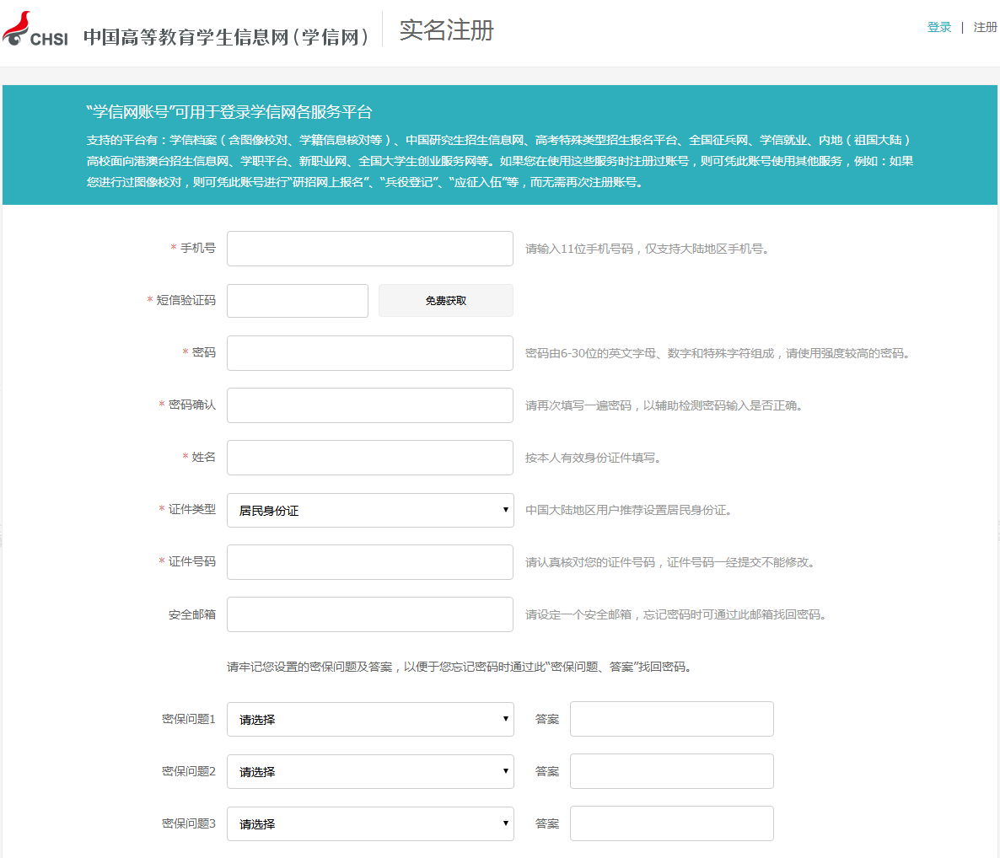 CHSI 中国高等教育学生信息网(学信网) 实名注册 登录 | 注册
“学信网账号”可用于登录学信网各服务平台
支持的平台有：学信档案（含图像校对、学籍信息核对等）、中国研究生招生信息网、高考特殊类型招生报名平台、全国征兵网、学信就业、内地（祖国大陆）
高校面向港澳台招生信息网、学职平台、新职业网、全国大学生创业服务网等。如果您在使用这些服务时注册过账号，则可凭此账号使用其他服务，例如：如果
您进行过图像校对，则可凭此账号进行“研招网上报名”、“兵役登记”、“应征入伍”等，而无需再次注册账号。
* 手机号 请输入11位手机号码，仅支持大陆地区手机号。
* 短信验证码 免费获取
* 密码 密码由6-30位的英文字母、数字和特殊字符组成，请使用强度较高的密码。
* 密码确认 请再次填写一遍密码，以辅助检测密码输入是否正确。
* 姓名 按本人有效身份证件填写。
* 证件类型 居民身份证 中国大陆地区用户推荐设置居民身份证。
* 证件号码 请认真核对您的证件号码，证件号码一经提交不能修改。
安全邮箱 请设定一个安全邮箱，忘记密码时可通过此邮箱找回密码。
请牢记您设置的密保问题及答案，以便于您忘记密码时通过此“密保问题、答案”找回密码。
密保问题1 请选择 答案
密保问题2 请选择 答案
密保问题3 请选择 答案